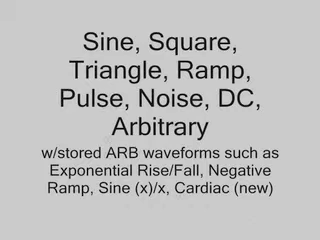 Sine, Square,
Triangle, Ramp,
Pulse, Noise, DC,
Arbitrary
w/stored ARB waveforms such as
Exponential Rise/Fall, Negative
Ramp, Sine (x)/x, Cardiac (new)